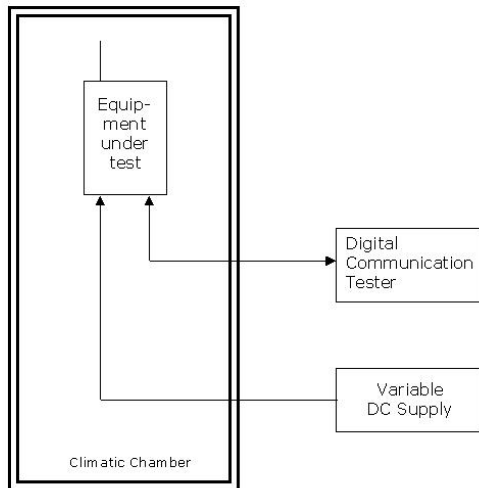 Equip-
ment
under
test
Digital
Communication
Tester
Variable
DC Supply
Climatic Chamber